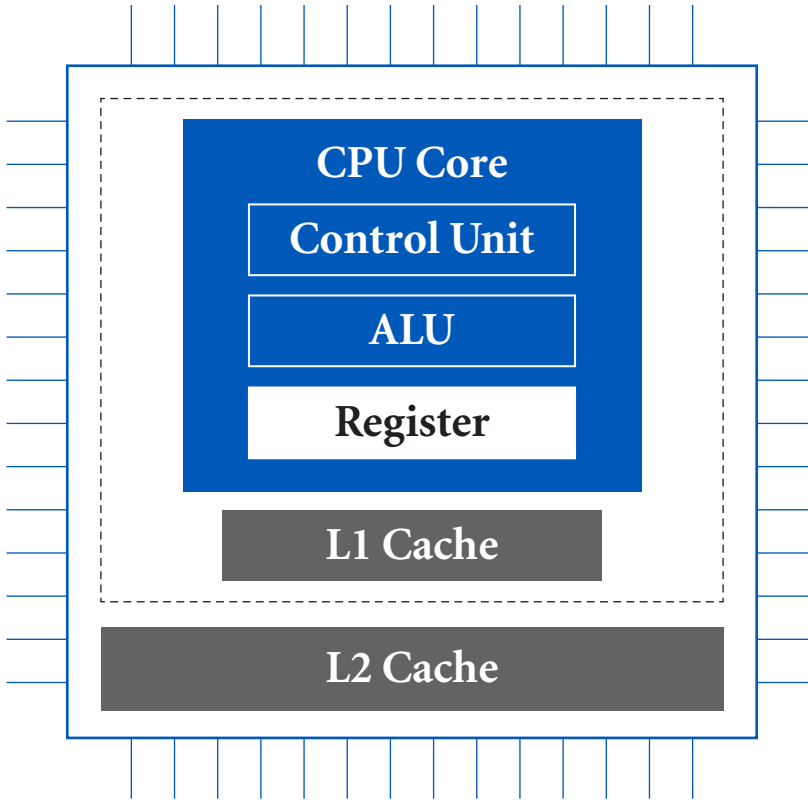 CPU Core
Control Unit
ALU
Register
L1 Cache
L2 Cache